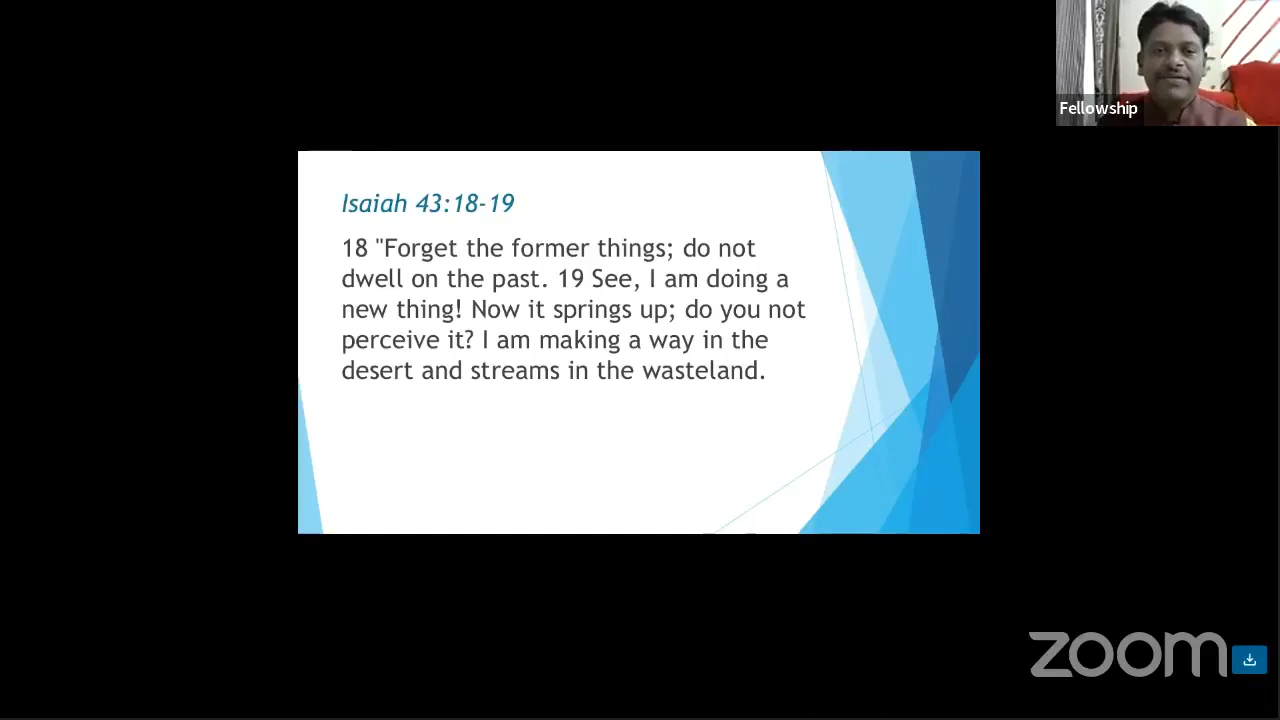 Fellowship
Isaiah 43:18-19
18 "Forget the former things; do not
dwell on the past. 19 See, I am doing a
new thing! Now it springs up; do you not
perceive it? I am making a way in the
desert and streams in the wasteland.
zoom